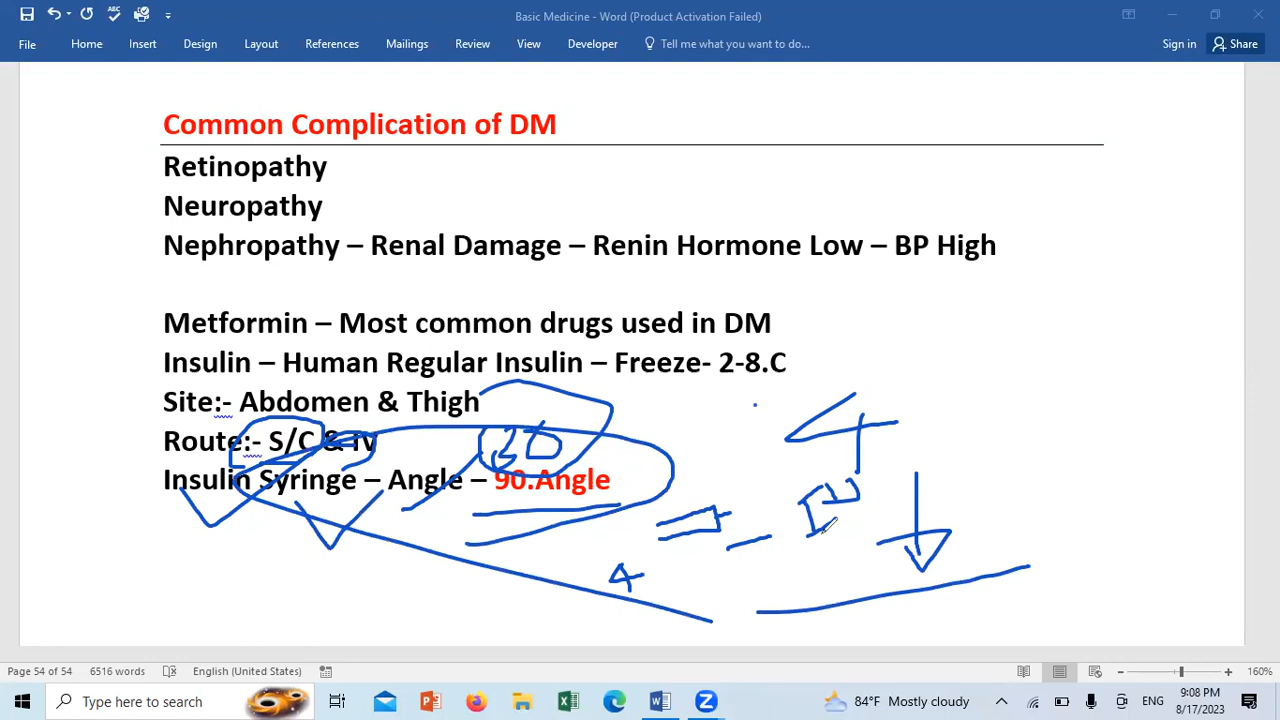 Basic Medicine - Word (Product Activation Failed)
File Home Insert Design Layout References Mailings Review View Developer Tell me what you want to do... Sign in Share
Common Complication of DM
Retinopathy
Neuropathy
Nephropathy – Renal Damage – Renin Hormone Low – BP High
Metformin – Most common drugs used in DM
Insulin – Human Regular Insulin – Freeze- 2-8.C
Site:- Abdomen & Thigh
Route:- S/C & IV
Insulin Syringe – Angle – 90.Angle
30
4
4
Page 54 of 54 6516 words English (United States) 160%
Type here to search 84°F Mostly cloudy ENG 9:08 PM
8/17/2023